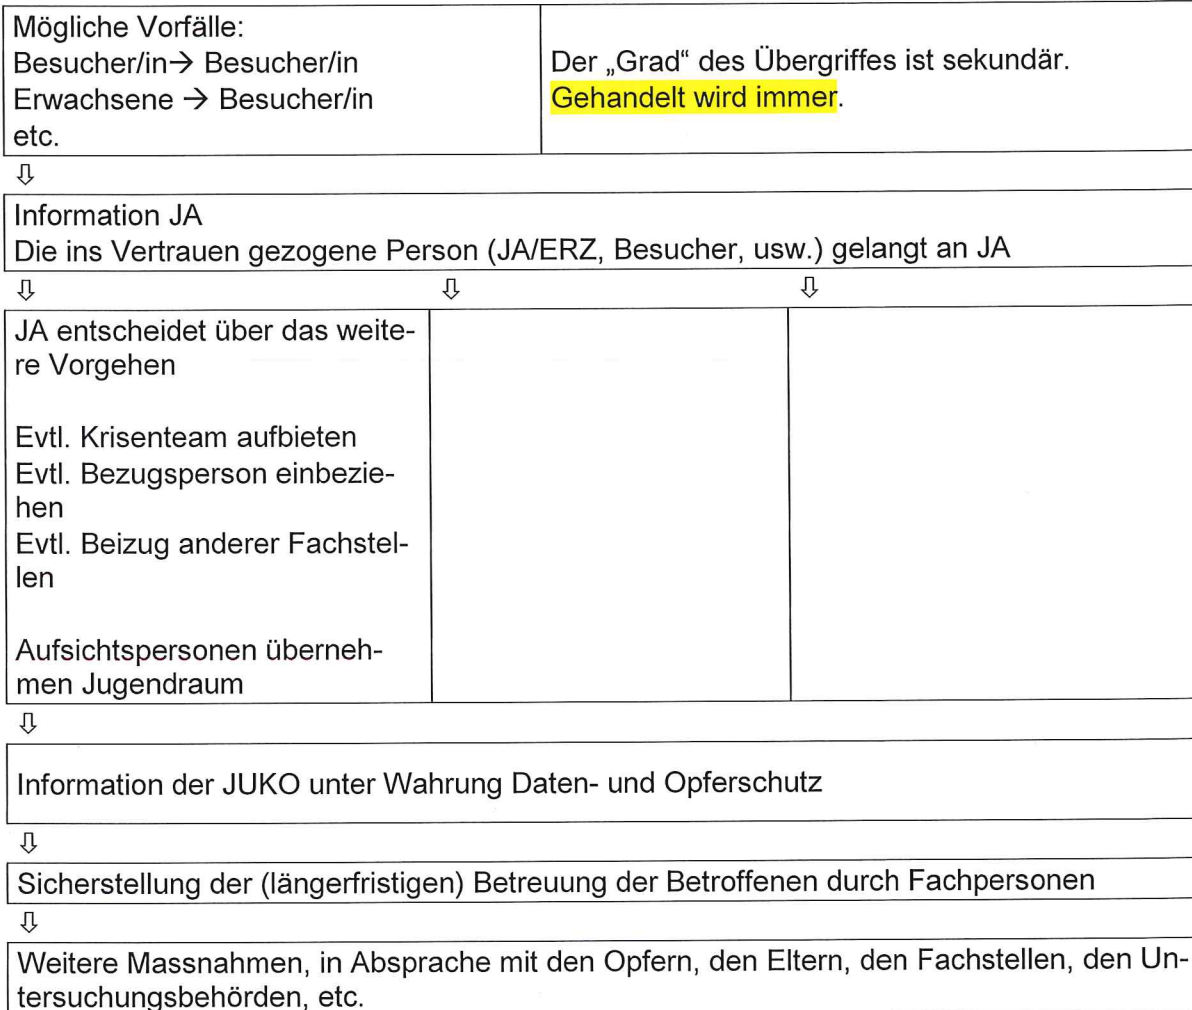 Mögliche Vorfälle:
Besucher/in→ Besucher/in
Erwachsene → Besucher/in
etc.
Der „Grad“ des Übergriffes ist sekundär.
Gehandelt wird immer.
⇩
Information JA
Die ins Vertrauen gezogene Person (JA/ERZ, Besucher, usw.) gelangt an JA
⇩ ⇩ ⇩
JA entscheidet über das weite-
re Vorgehen
Evtl. Krisenteam aufbieten
Evtl. Bezugsperson einbezie-
hen
Evtl. Beizug anderer Fachstel-
len
Aufsichtspersonen überneh-
men Jugendraum
⇩
Information der JUKO unter Wahrung Daten- und Opferschutz
⇩
Sicherstellung der (längerfristigen) Betreuung der Betroffenen durch Fachpersonen
⇩
Weitere Massnahmen, in Absprache mit den Opfern, den Eltern, den Fachstellen, den Un-
tersuchungsbehörden, etc.